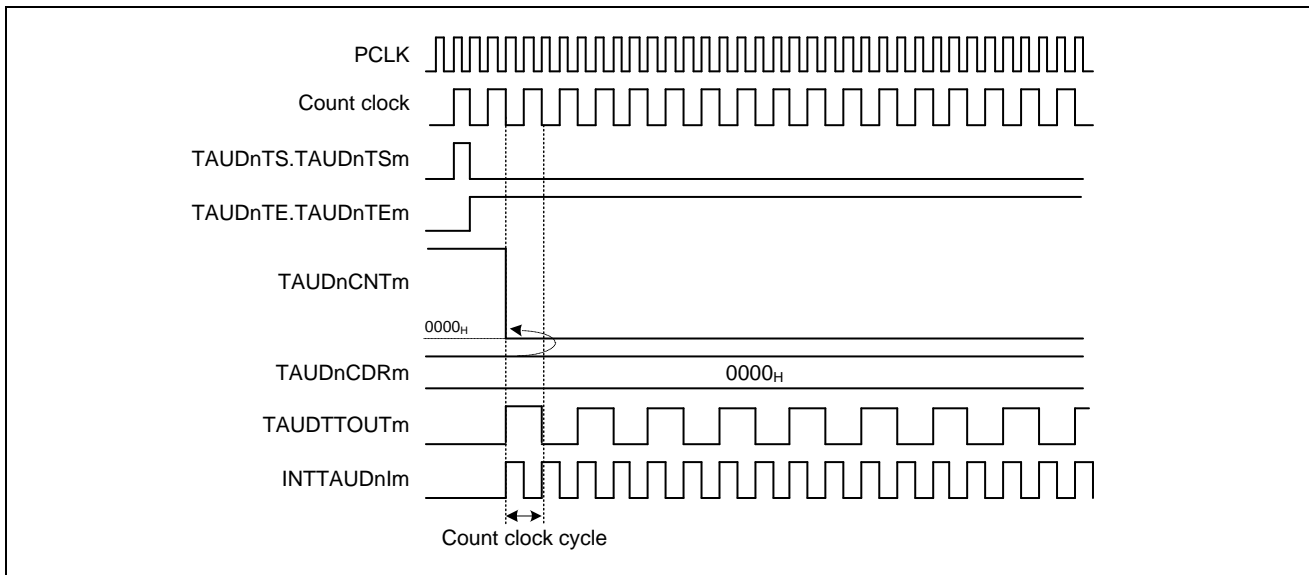 PCLK
Count clock
TAUDnTS.TAUDnTSm
TAUDnTE.TAUDnTEm
TAUDnCNTm
0000H
TAUDnCDRm
0000H
TAUDTTOUTm
INTTAUDnIm
Count clock cycle